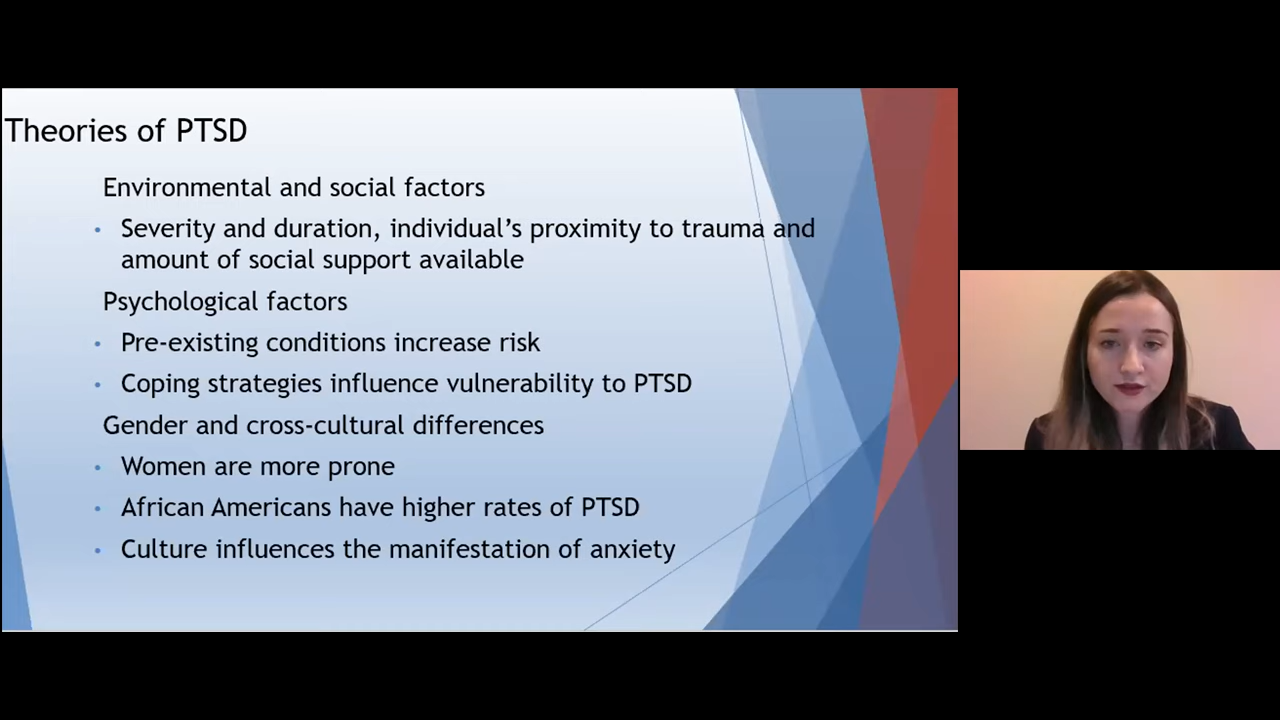 Theories of PTSD
Environmental and social factors
• Severity and duration, individual’s proximity to trauma and
amount of social support available
Psychological factors
• Pre-existing conditions increase risk
• Coping strategies influence vulnerability to PTSD
Gender and cross-cultural differences
• Women are more prone
• African Americans have higher rates of PTSD
• Culture influences the manifestation of anxiety